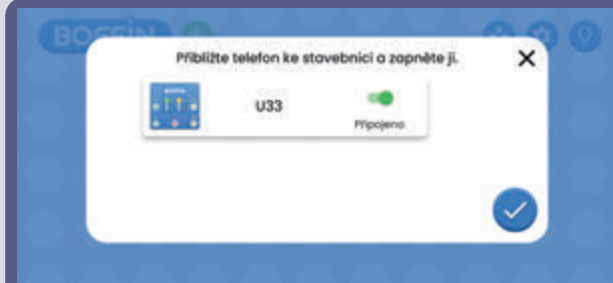 BOFFIN
Přibližte telefon ke stavebnici a zapněte ji.
U33
Připojeno